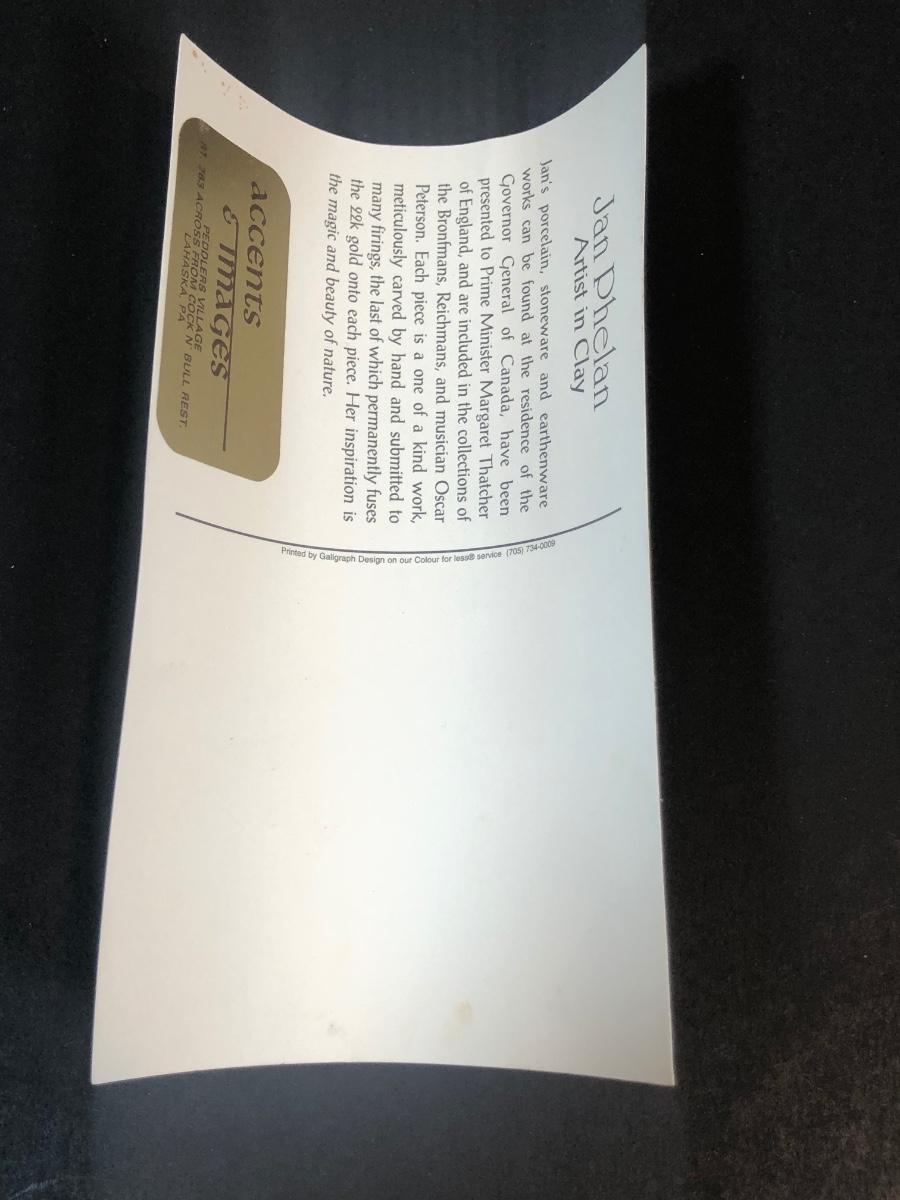 Jan Phelan
Artist in Clay
Jan's porcelain, stoneware and earthenware
works can be found at the residence of the
Governor General of Canada, have been
presented to Prime Minister Margaret Thatcher
of England, and are included in the collections of
the Bronfmans, Reichmans, and musician Oscar
Peterson. Each piece is a one of a kind work,
meticulously carved by hand and submitted to
many firings, the last of which permanently fuses
the 22k gold onto each piece. Her inspiration is
the magic and beauty of nature.
accents
& IMAGES
RT. 263 ACROSS FROM COCK N' BULL REST.
PEDDLERS VILLAGE
LAHASKA, PA
Printed by Galigraph Design on our Colour for less® service (705) 734-0009